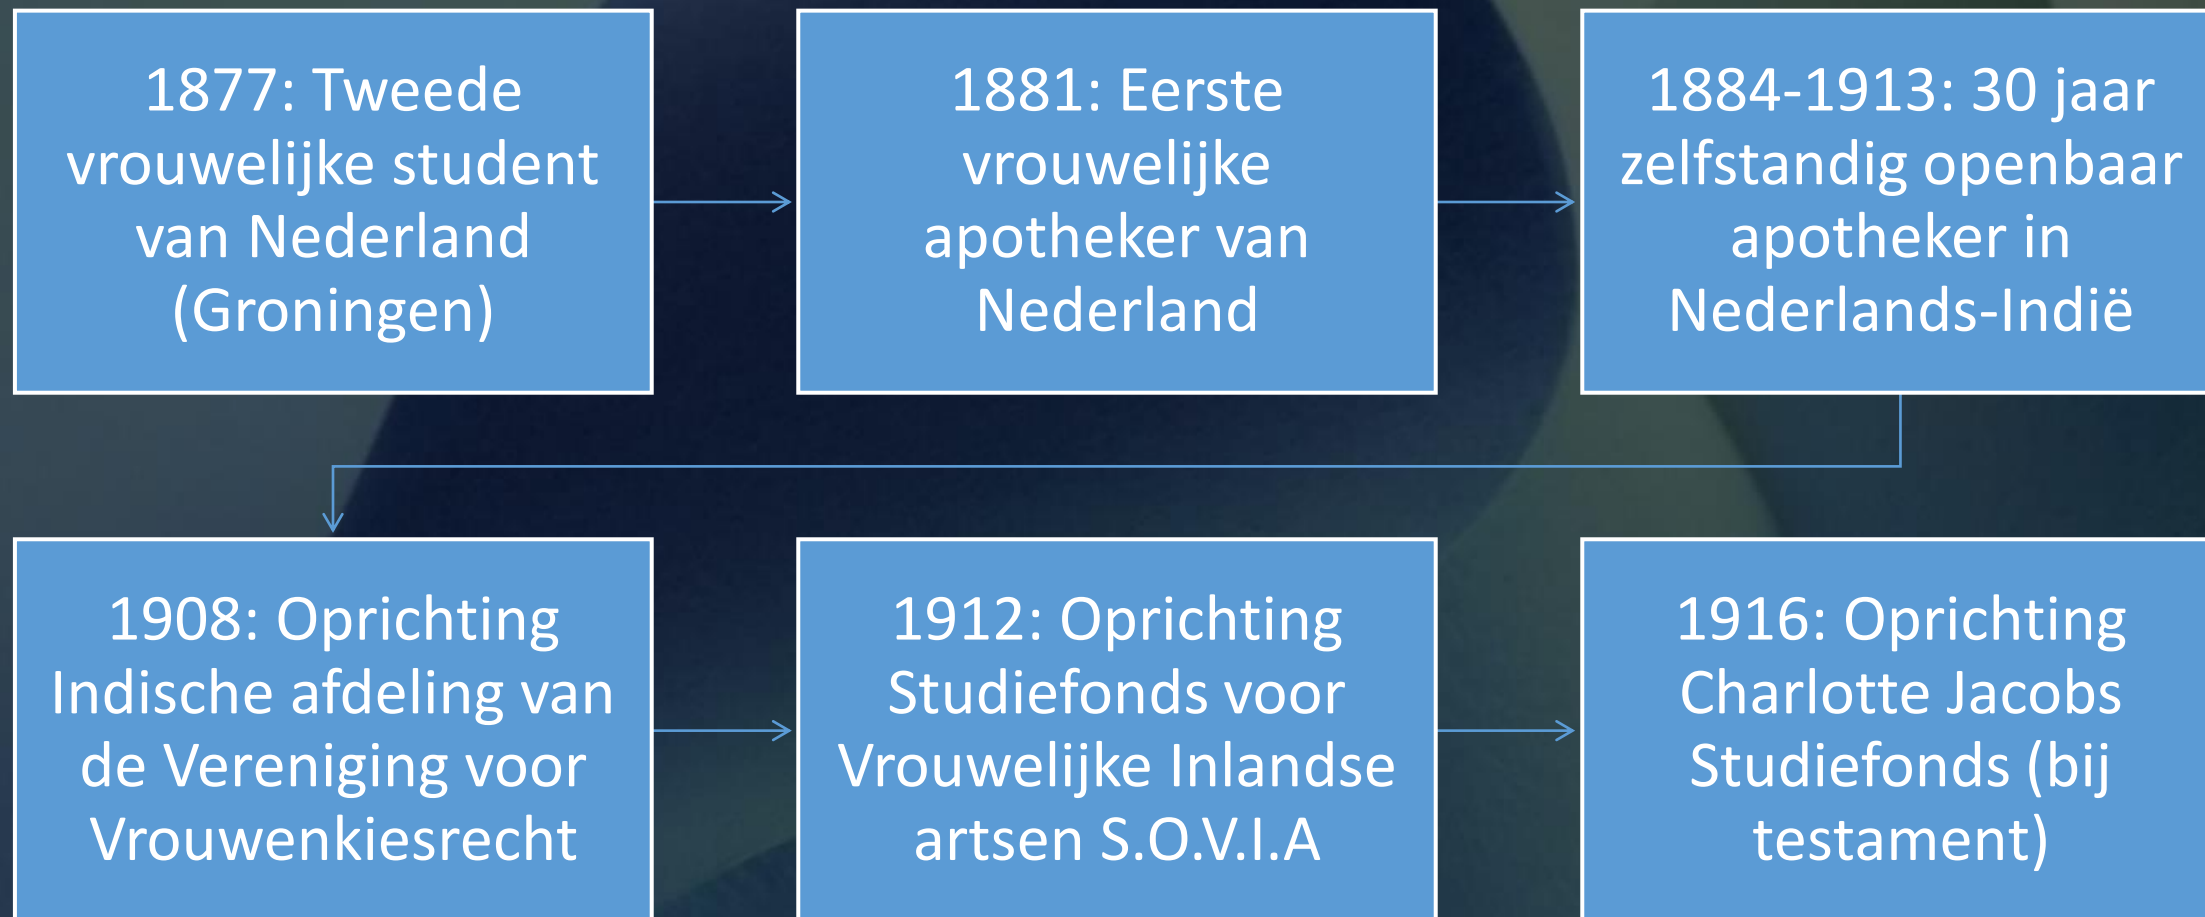 1877: Tweede
vrouwelijke student
van Nederland
(Groningen)
1881: Eerste
vrouwelijke
apotheker van
Nederland
1884-1913: 30 jaar
zelfstandig openbaar
apotheker in
Nederlands-Indië
1908: Oprichting
Indische afdeling van
de Vereniging voor
Vrouwenkiesrecht
1912: Oprichting
Studiefonds voor
Vrouwelijke Inlandse
artsen S.O.V.I.A
1916: Oprichting
Charlotte Jacobs
Studiefonds (bij
testament)